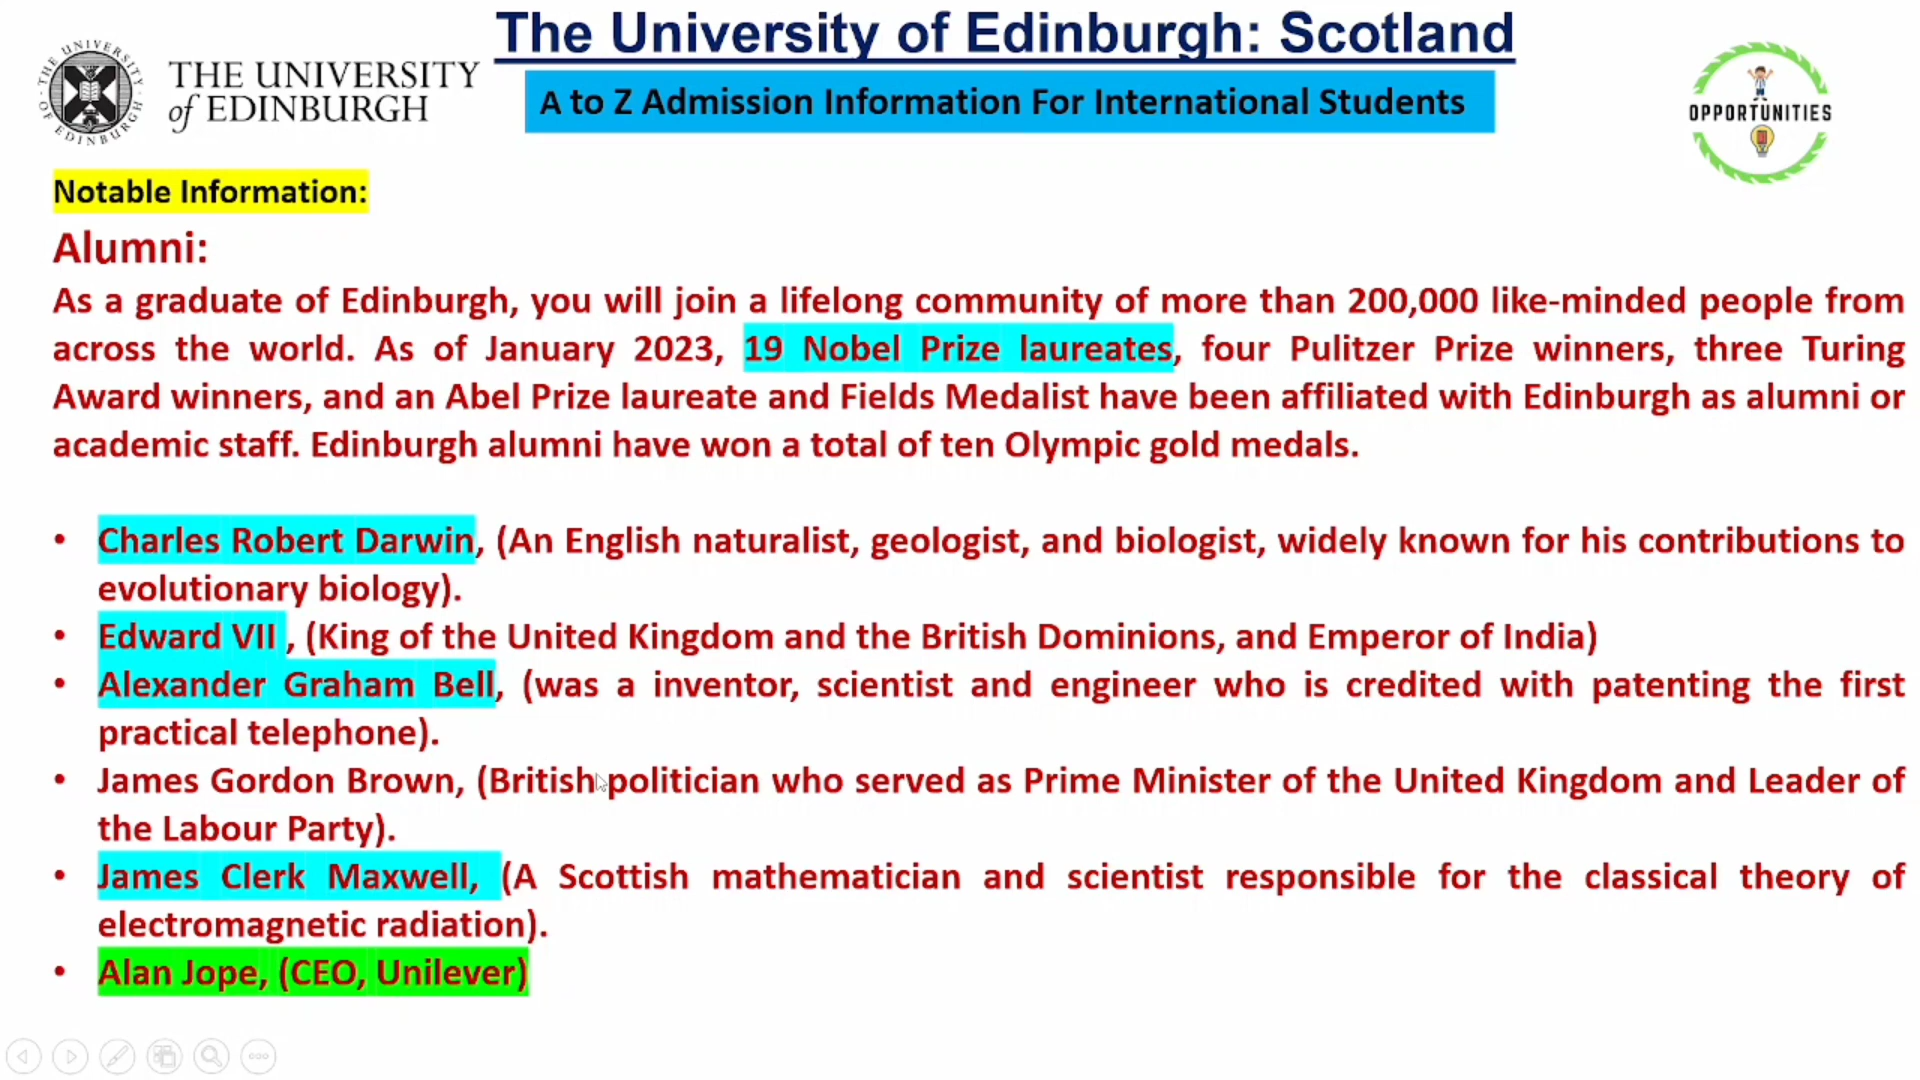 The University of Edinburgh: Scotland
THE UNIVERSITY OF EDINBURGH
THE UNIVERSITY
of EDINBURGH
A to Z Admission Information For International Students
OPPORTUNITIES
Notable Information:
Alumni:
As a graduate of Edinburgh, you will join a lifelong community of more than 200,000 like-minded people from
across the world. As of January 2023, 19 Nobel Prize laureates, four Pulitzer Prize winners, three Turing
Award winners, and an Abel Prize laureate and Fields Medalist have been affiliated with Edinburgh as alumni or
academic staff. Edinburgh alumni have won a total of ten Olympic gold medals.
• Charles Robert Darwin, (An English naturalist, geologist, and biologist, widely known for his contributions to
evolutionary biology).
• Edward VII , (King of the United Kingdom and the British Dominions, and Emperor of India)
• Alexander Graham Bell, (was a inventor, scientist and engineer who is credited with patenting the first
practical telephone).
• James Gordon Brown, (British politician who served as Prime Minister of the United Kingdom and Leader of
the Labour Party).
• James Clerk Maxwell, (A Scottish mathematician and scientist responsible for the classical theory of
electromagnetic radiation).
• Alan Jope, (CEO, Unilever)